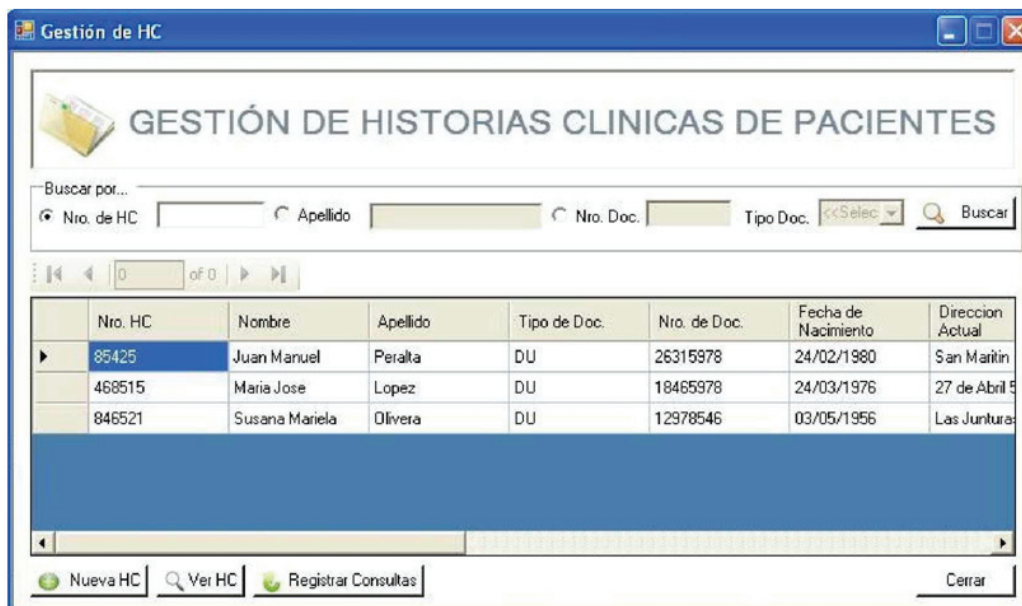 Gestión de HC
GESTIÓN DE HISTORIAS CLINICAS DE PACIENTES
Buscar por...
Nro. de HC Apellido Nro. Doc. Tipo Doc. <<Selec Buscar
0 of 0
Nro. HC Nombre Apellido Tipo de Doc. Nro. de Doc. Fecha de Nacimiento Direccion Actual
85425 Juan Manuel Peralta DU 26315978 24/02/1980 San Maritin
468515 Maria Jose Lopez DU 18465978 24/03/1976 27 de Abril 5
846521 Susana Mariela Olivera DU 12978546 03/05/1956 Las Junturas
Nueva HC Ver HC Registrar Consultas Cerrar